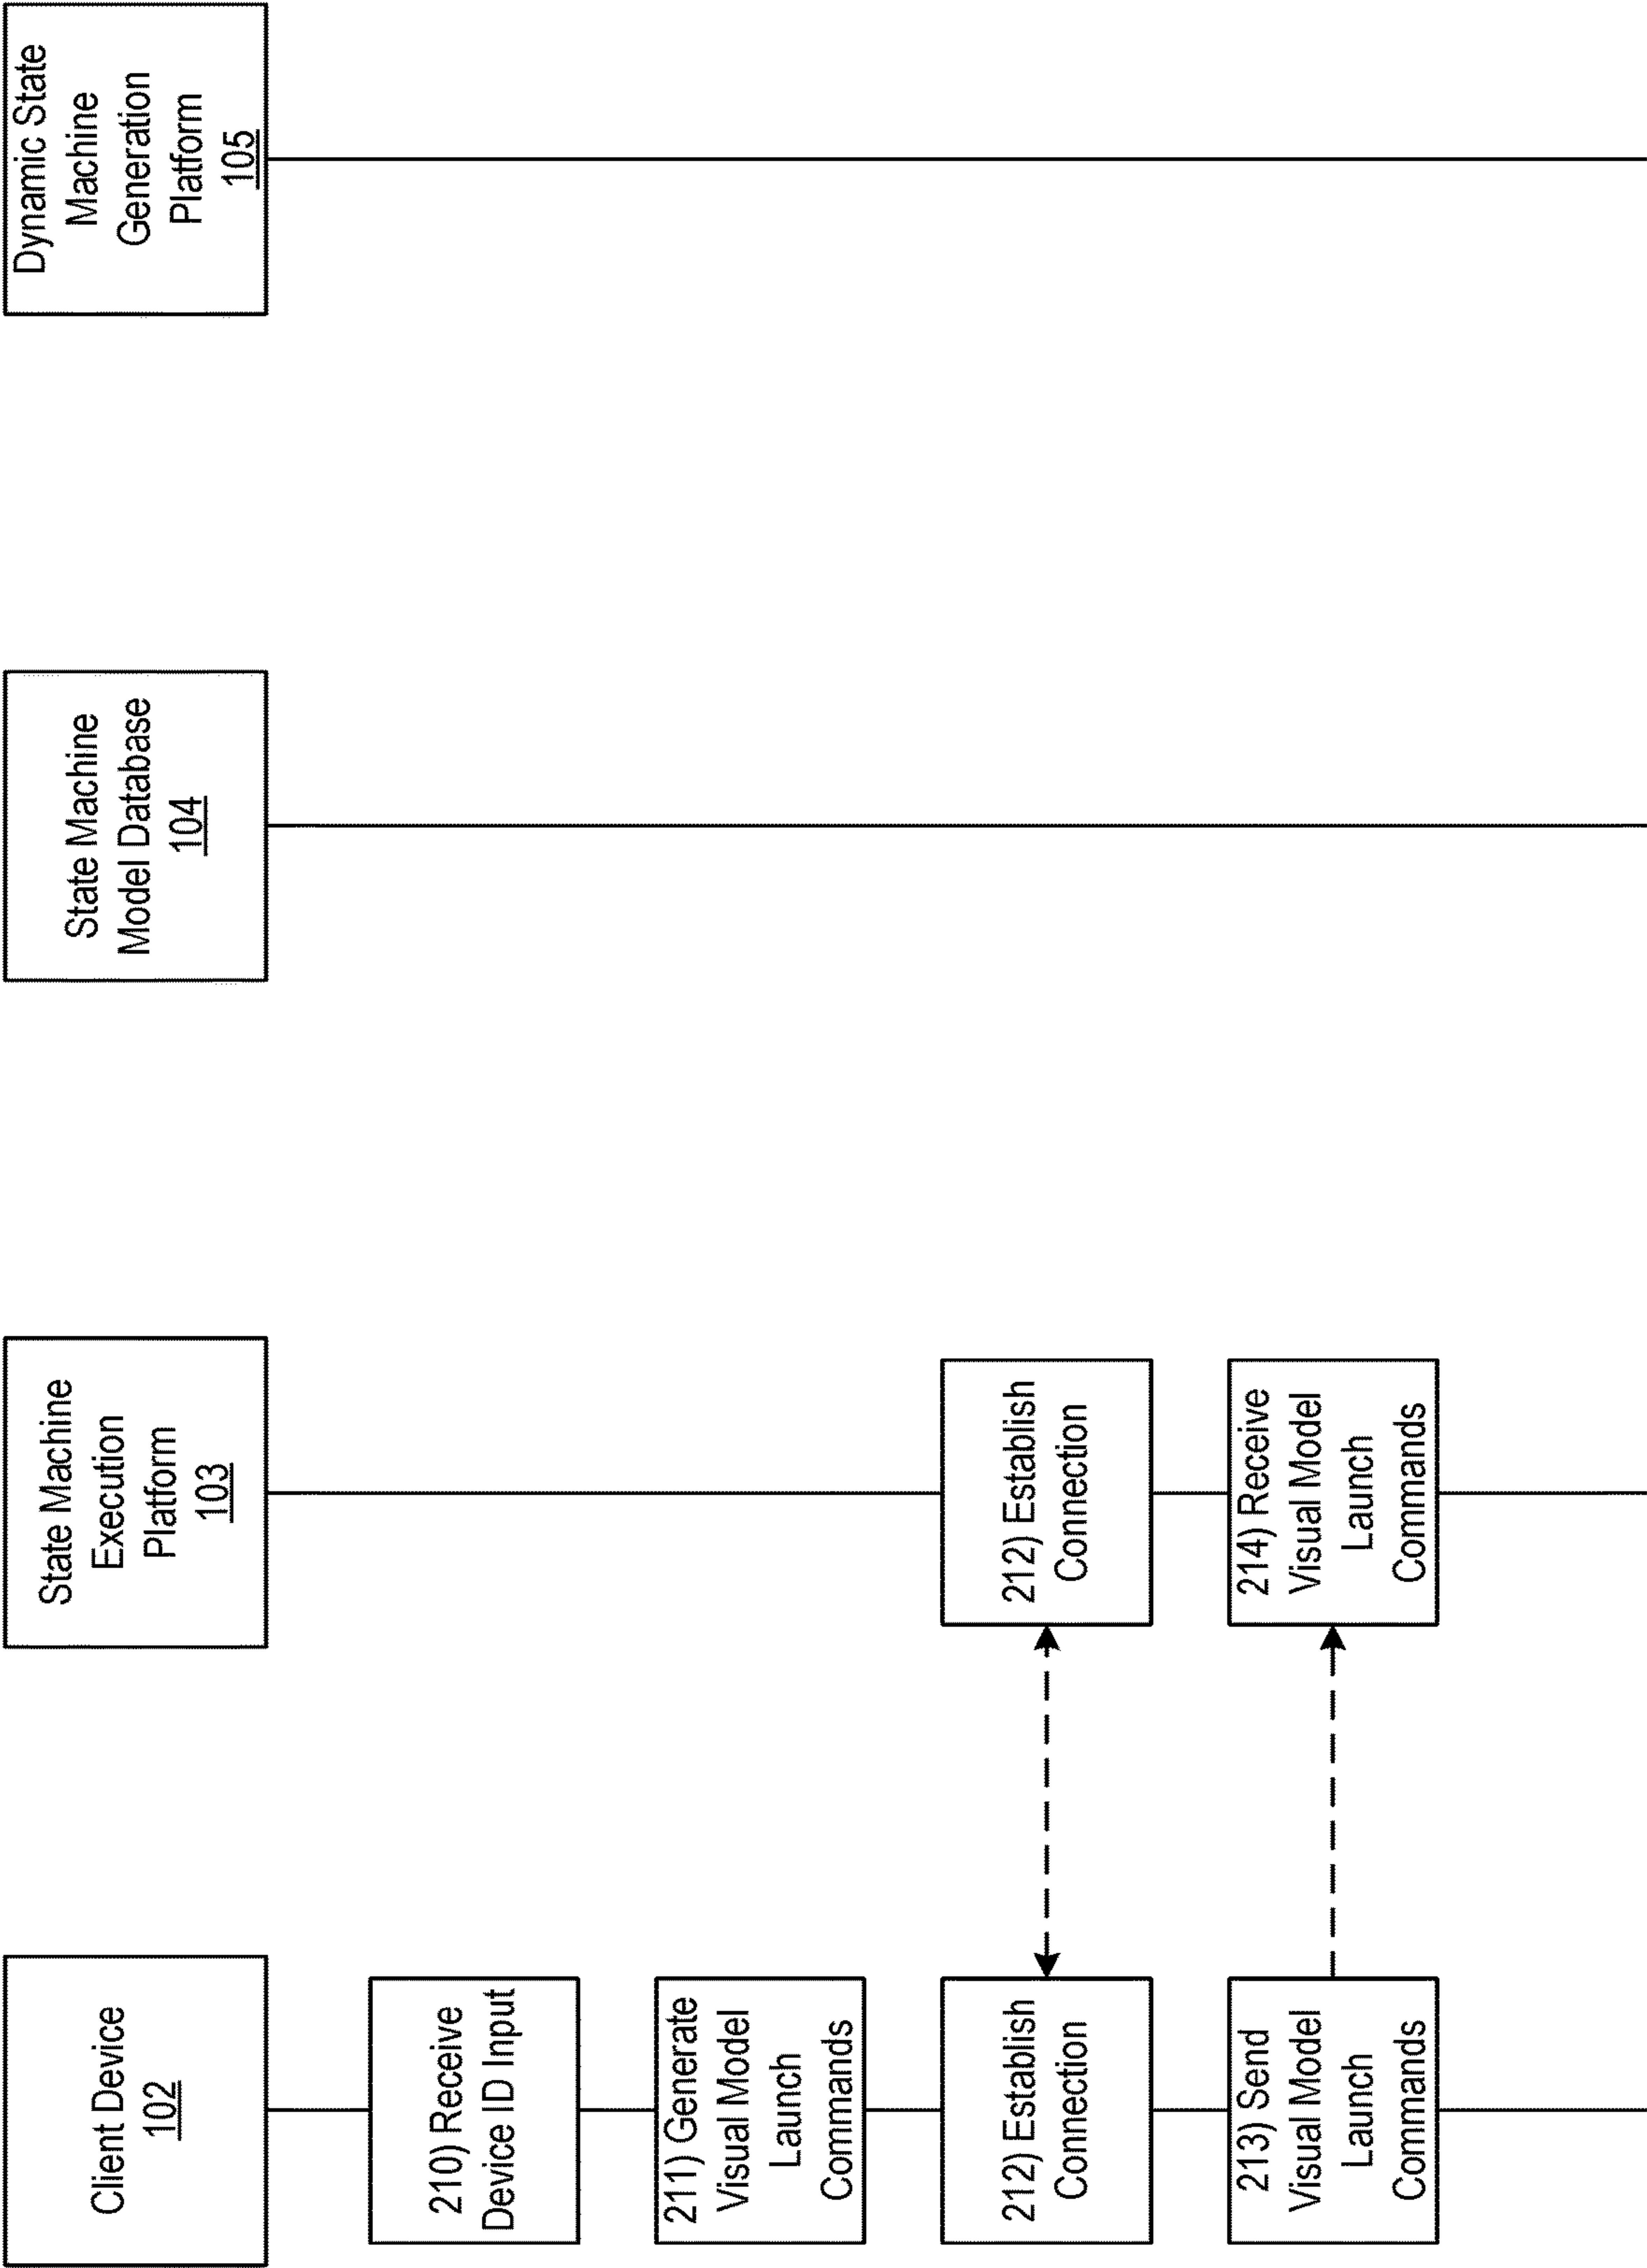 Client Device
102
State Machine
Execution
Platform
103
State Machine
Model Database
104
Dynamic State
Machine
Generation
Platform
105
210) Receive
Device ID Input
211) Generate
Visual Model
Launch
Commands
212) Establish
Connection
212) Establish
Connection
213) Send
Visual Model
Launch
Commands
214) Receive
Visual Model
Launch
Commands